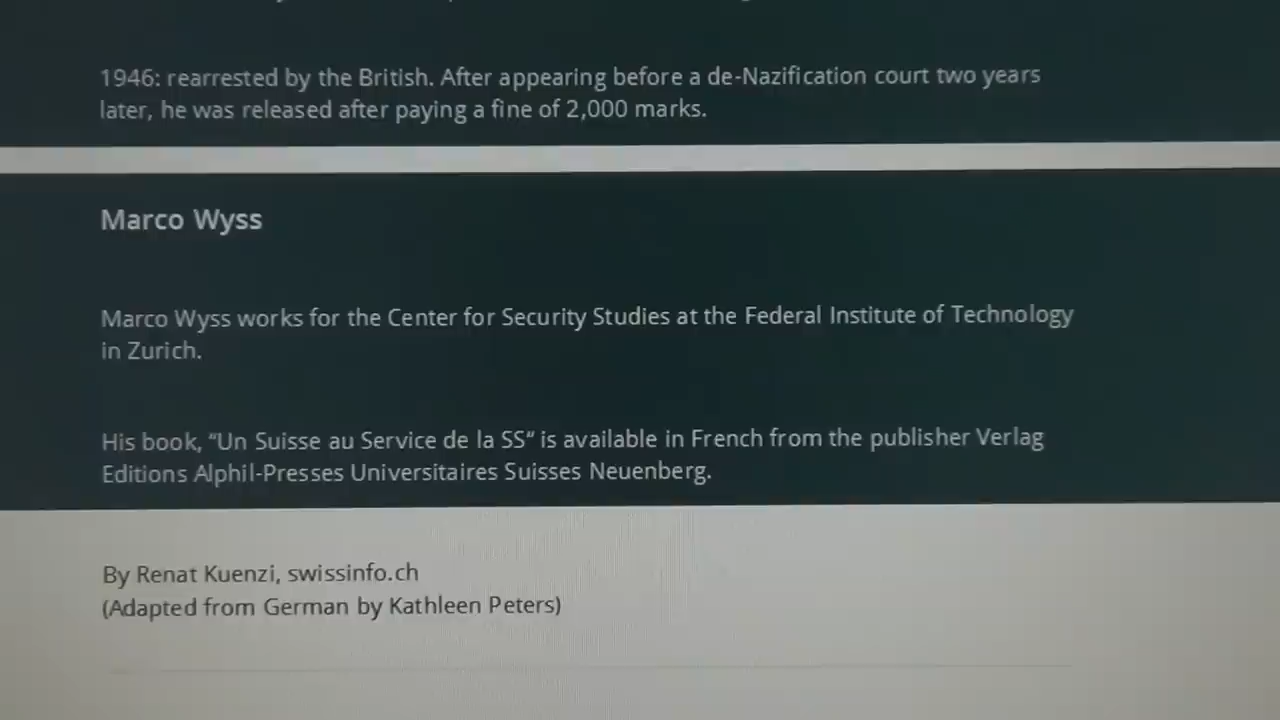 1946: rearrested by the British. After appearing before a de-Nazification court two years
later, he was released after paying a fine of 2,000 marks.
Marco Wyss
Marco Wyss works for the Center for Security Studies at the Federal Institute of Technology
in Zurich.
His book, “Un Suisse au Service de la SS“ is available in French from the publisher Verlag
Editions Alphil-Presses Universitaires Suisses Neuenberg.
By Renat Kuenzi, swissinfo.ch
(Adapted from German by Kathleen Peters)